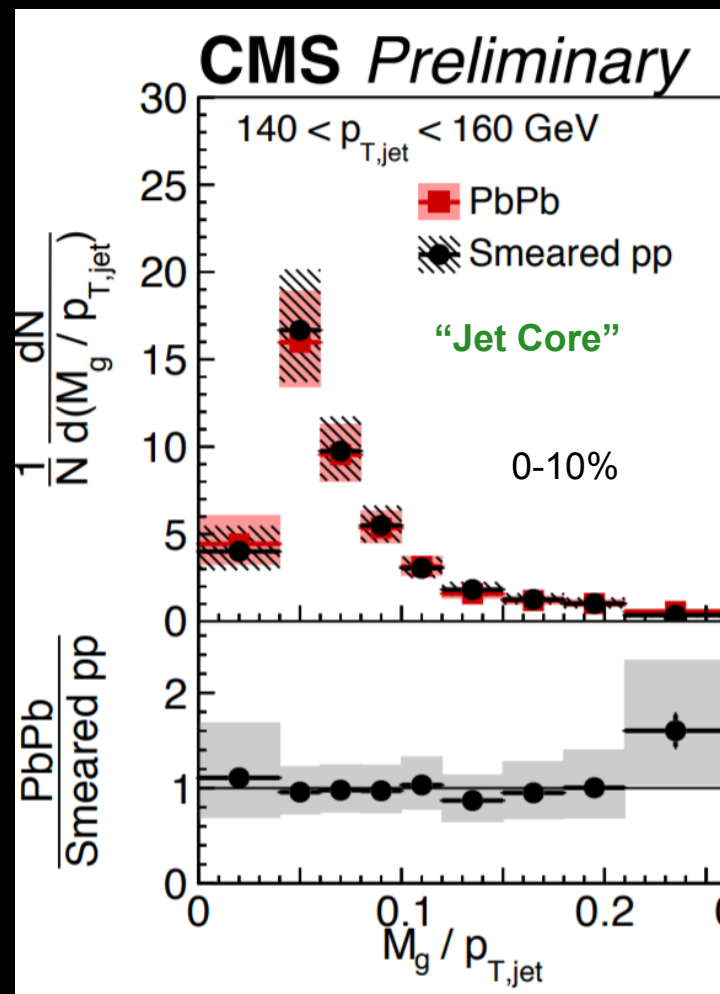 CMS Preliminary
30
140 < p_T,jet < 160 GeV
25
PbPb
20
Smeared pp
“Jet Core”
15
10
0-10%
5
0
1 dN
N d(M_g / p_T,jet)
2
1
0
PbPb
Smeared pp
0 0.1 0.2
M_g / p_T,jet